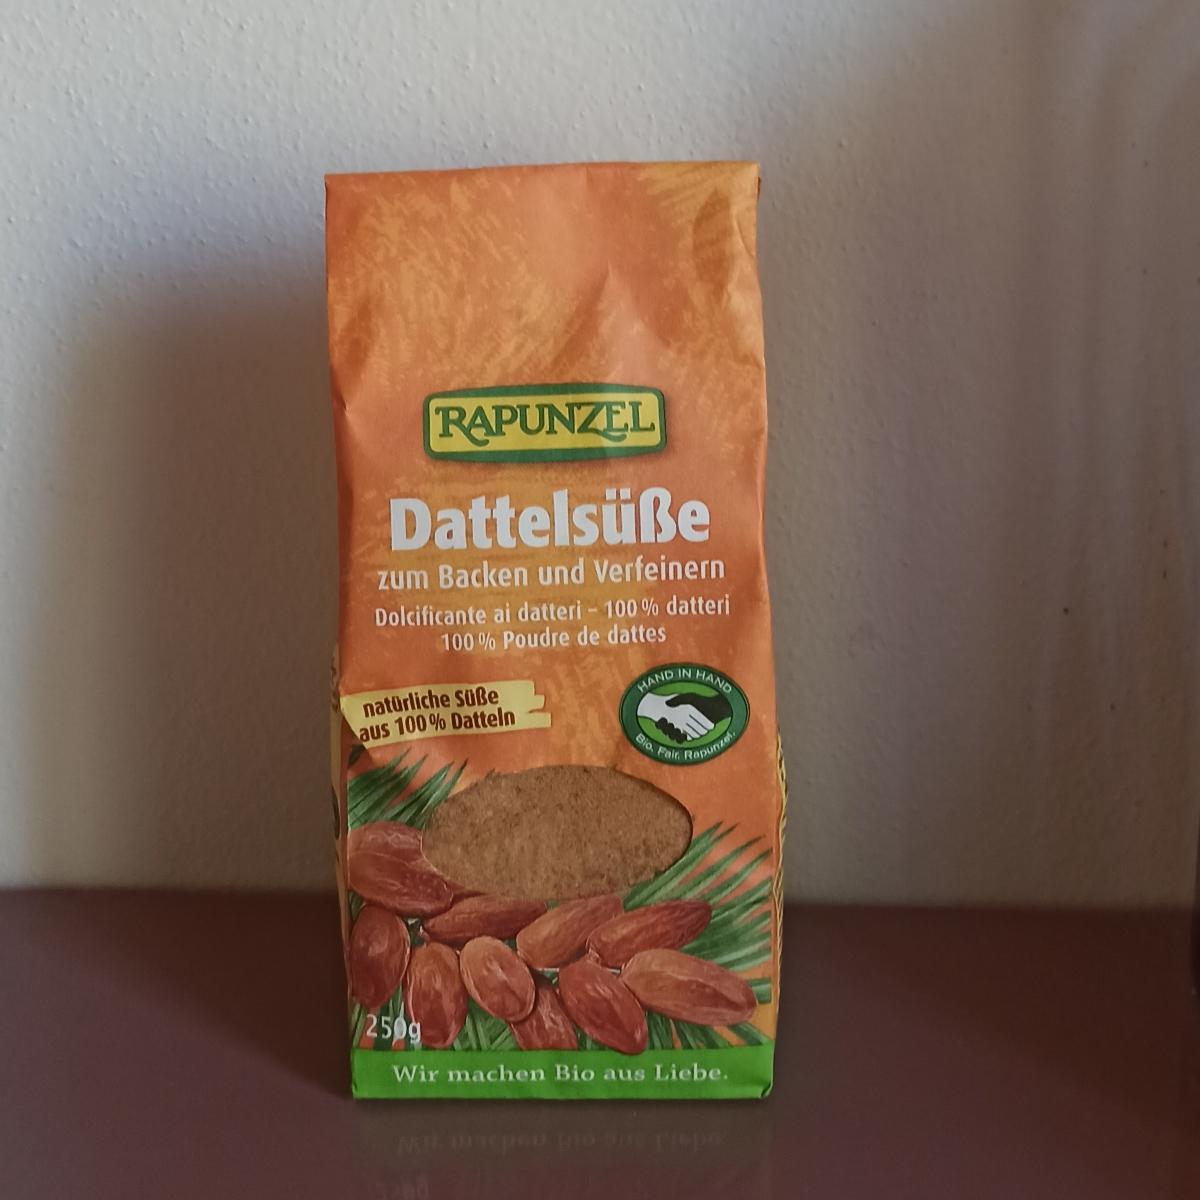 RAPUNZEL
Dattelsüße
zum Backen und Verfeinern
Dolcificante ai datteri – 100 % datteri
100 % Poudre de dattes
natürliche Süße
aus 100 % Datteln
HAND IN HAND
Bio. Fair. Rapunzel.
250g
Wir machen Bio aus Liebe.